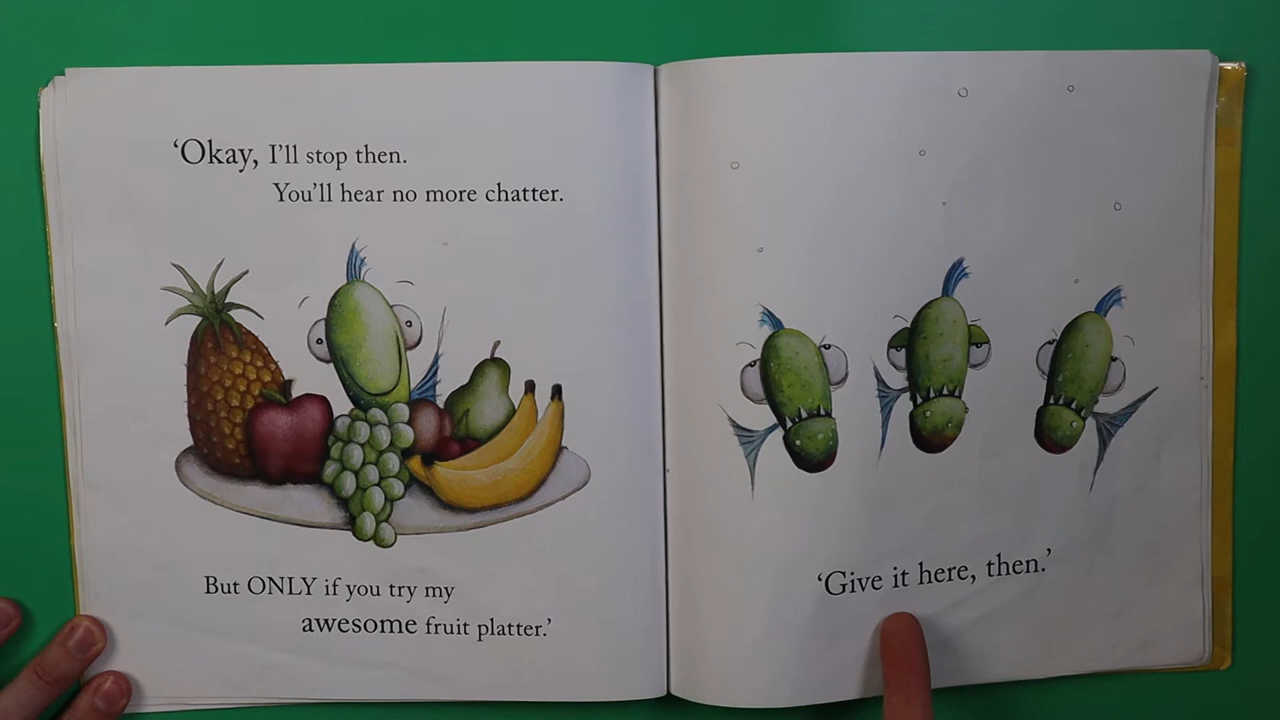 ‘Okay, I’ll stop then.
You’ll hear no more chatter.
But ONLY if you try my
awesome fruit platter.’
‘Give it here, then.’